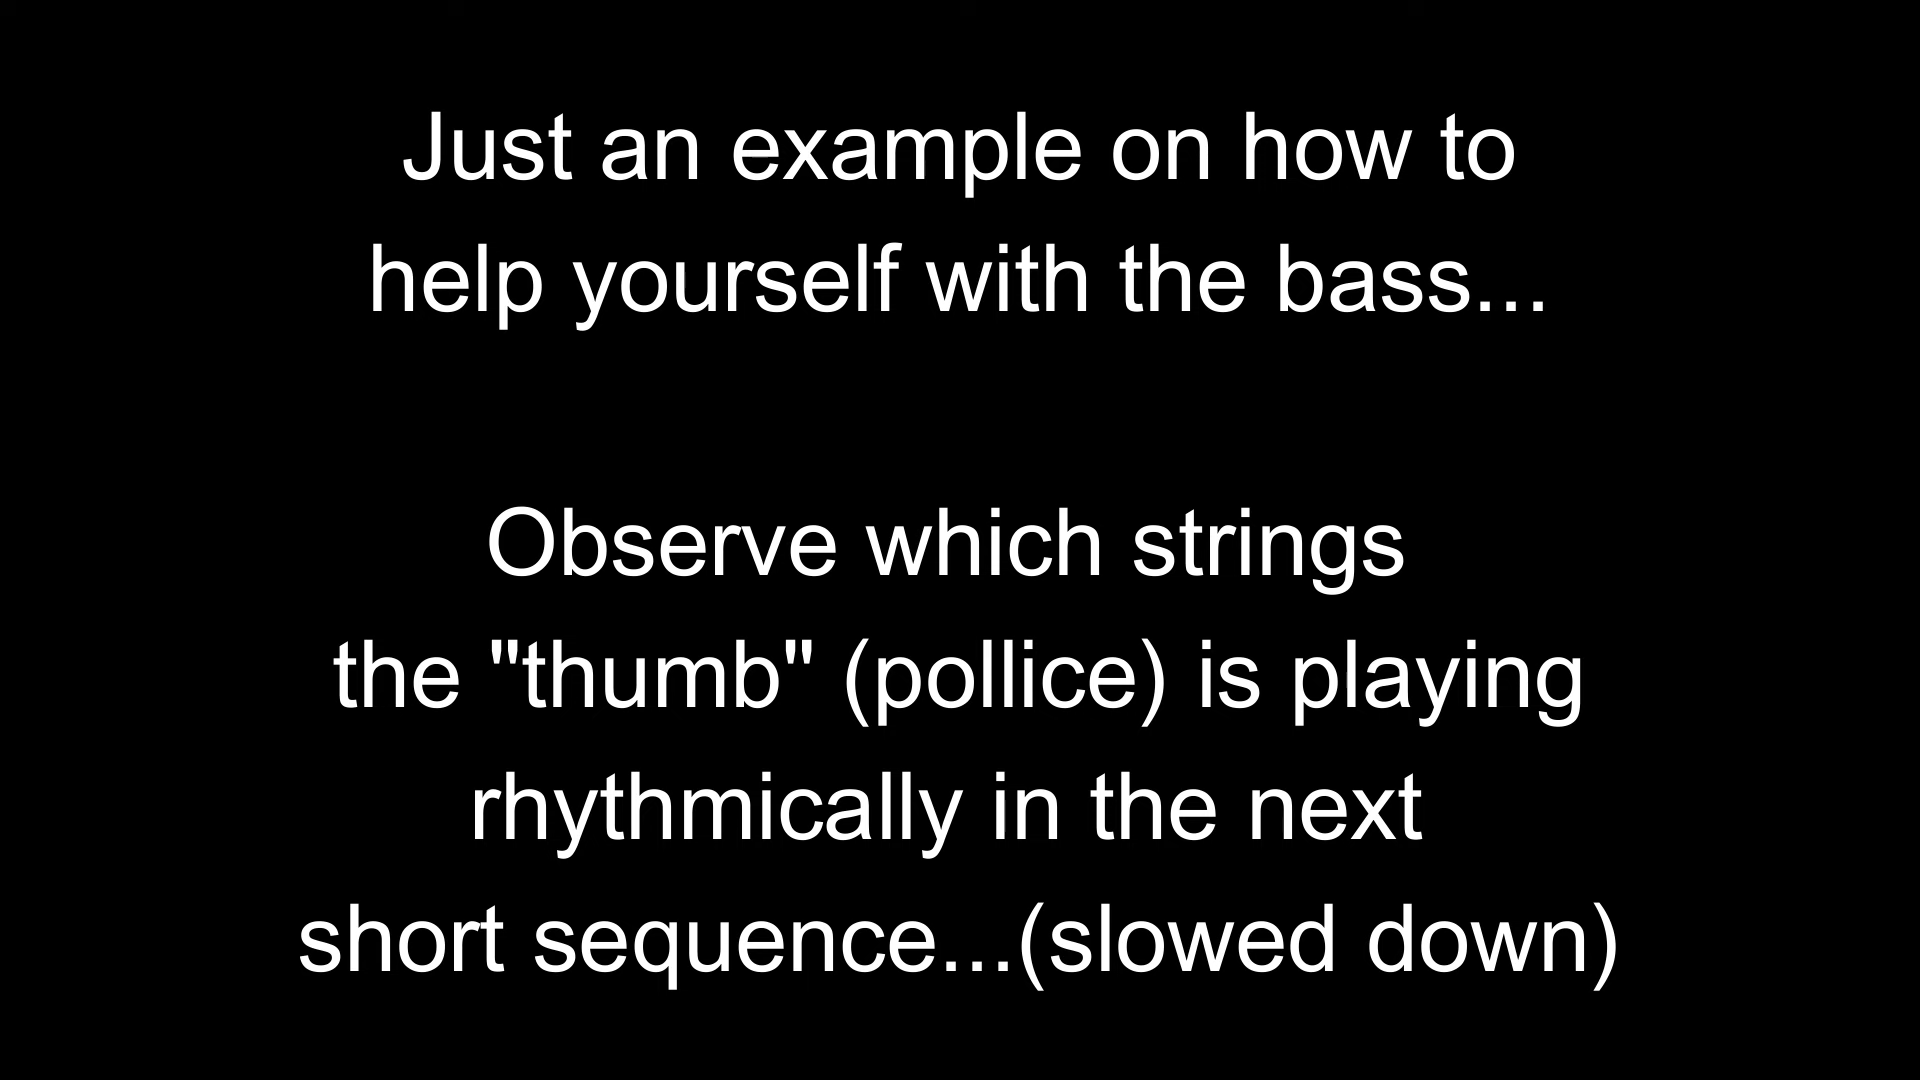 Just an example on how to
help yourself with the bass...
Observe which strings
the "thumb" (pollice) is playing
rhythmically in the next
short sequence...(slowed down)